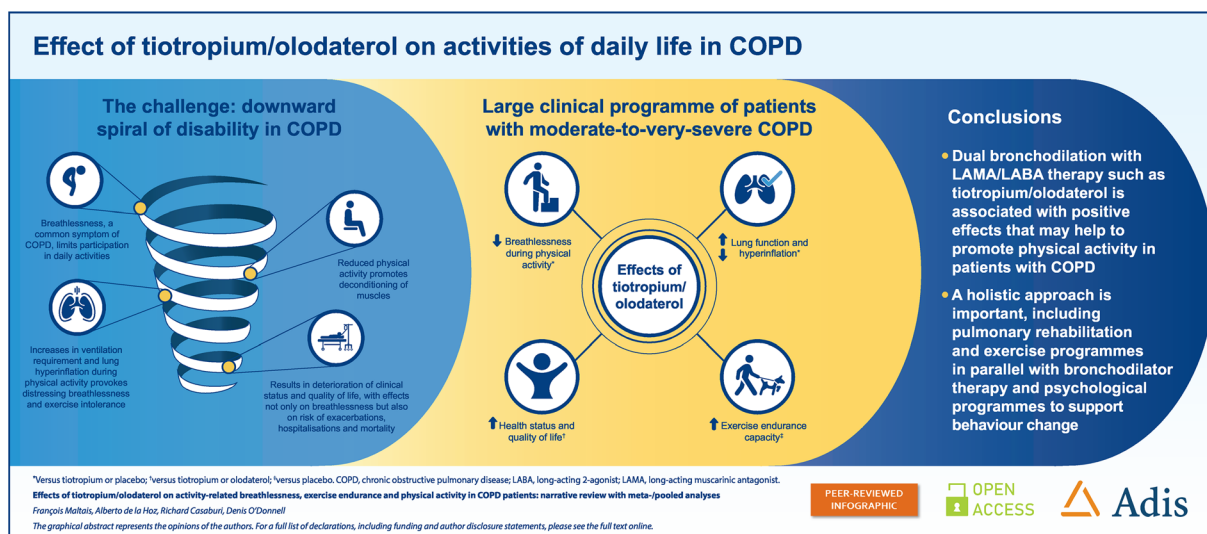 Effect of tiotropium/olodaterol on activities of daily life in COPD
The challenge: downward
spiral of disability in COPD
Breathlessness, a
common symptom of
COPD, limits participation
in daily activities
Reduced physical
activity promotes
deconditioning of
muscles
Increases in ventilation
requirement and lung
hyperinflation during
physical activity provokes
distressing breathlessness
and exercise intolerance
Results in deterioration of clinical
status and quality of life, with effects
not only on breathlessness but also
on risk of exacerbations,
hospitalisations and mortality
Large clinical programme of patients
with moderate-to-very-severe COPD
Breathlessness
during physical
activity*
Lung function and
hyperinflation*
Effects of
tiotropium/
olodaterol
Health status and
quality of life†
Exercise endurance
capacity‡
Conclusions
• Dual bronchodilation with
LAMA/LABA therapy such as
tiotropium/olodaterol is
associated with positive
effects that may help to
promote physical activity in
patients with COPD
• A holistic approach is
important, including
pulmonary rehabilitation
and exercise programmes
in parallel with bronchodilator
therapy and psychological
programmes to support
behaviour change
*Versus tiotropium or placebo; †versus tiotropium or olodaterol; ‡versus placebo. COPD, chronic obstructive pulmonary disease; LABA, long-acting 2-agonist; LAMA, long-acting muscarinic antagonist.
Effects of tiotropium/olodaterol on activity-related breathlessness, exercise endurance and physical activity in COPD patients: narrative review with meta-/pooled analyses
François Maltais, Alberto de la Hoz, Richard Casaburi, Denis O'Donnell
The graphical abstract represents the opinions of the authors. For a full list of declarations, including funding and author disclosure statements, please see the full text online.
PEER-REVIEWED
INFOGRAPHIC
OPEN
ACCESS
Adis